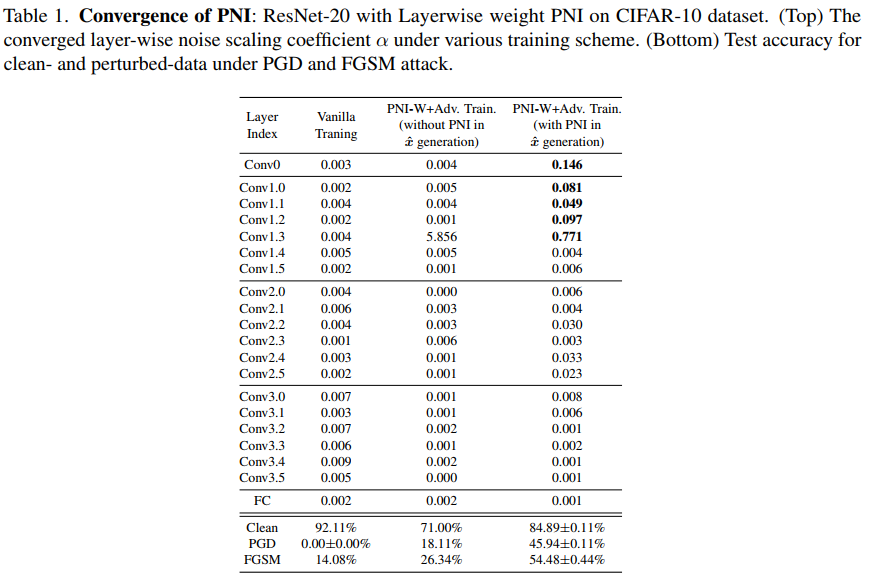 Table 1. Convergence of PNI: ResNet-20 with Layerwise weight PNI on CIFAR-10 dataset. (Top) The
converged layer-wise noise scaling coefficient α under various training scheme. (Bottom) Test accuracy for
clean- and perturbed-data under PGD and FGSM attack.
Layer Index | Vanilla Traning | PNI-W+Adv. Train. (without PNI in x̂ generation) | PNI-W+Adv. Train. (with PNI in x̂ generation)
Conv0 0.003 0.004 0.146
Conv1.0 0.002 0.005 0.081
Conv1.1 0.004 0.004 0.049
Conv1.2 0.002 0.001 0.097
Conv1.3 0.004 5.856 0.771
Conv1.4 0.005 0.005 0.004
Conv1.5 0.002 0.001 0.006
Conv2.0 0.004 0.000 0.006
Conv2.1 0.006 0.003 0.004
Conv2.2 0.004 0.003 0.030
Conv2.3 0.001 0.006 0.003
Conv2.4 0.003 0.001 0.033
Conv2.5 0.002 0.001 0.023
Conv3.0 0.007 0.001 0.008
Conv3.1 0.003 0.001 0.006
Conv3.2 0.007 0.002 0.001
Conv3.3 0.006 0.001 0.002
Conv3.4 0.009 0.002 0.001
Conv3.5 0.005 0.000 0.001
FC 0.002 0.002 0.001
Clean 92.11% 71.00% 84.89±0.11%
PGD 0.00±0.00% 18.11% 45.94±0.11%
FGSM 14.08% 26.34% 54.48±0.44%